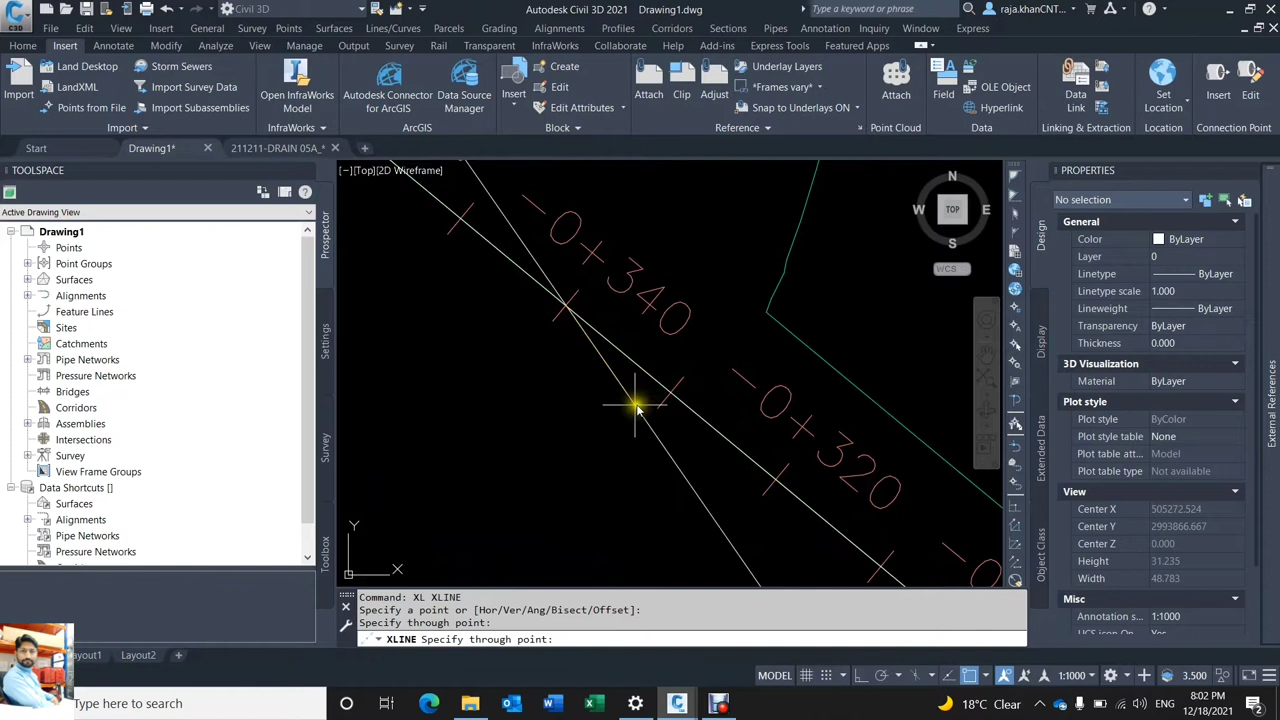 C3D
Civil 3D
Autodesk Civil 3D 2021 Drawing1.dwg
Type a keyword or phrase
raja.khanCNT...
File Edit View Insert General Survey Points Surfaces Lines/Curves Parcels Grading Alignments Profiles Corridors Sections Pipes Annotation Inquiry Window Express
Home Insert Annotate Modify Analyze View Manage Output Survey Rail Transparent InfraWorks Collaborate Help Add-ins Express Tools Featured Apps
Import
Land Desktop
LandXML
Points from File
Storm Sewers
Import Survey Data
Import Subassemblies
Open InfraWorks Model
Autodesk Connector for ArcGIS
Data Source Manager
Insert
Create
Edit
Edit Attributes
Attach
Clip
Adjust
Underlay Layers
*Frames vary*
Snap to Underlays ON
Attach
Field
OLE Object
Hyperlink
Data Link
Set Location
Insert
Edit
Import InfraWorks ArcGIS Block Reference Point Cloud Data Linking & Extraction Location Connection Point
Start Drawing1* 211211-DRAIN 05A_*
TOOLSPACE
Active Drawing View
Drawing1
Points
Point Groups
Surfaces
Alignments
Feature Lines
Sites
Catchments
Pipe Networks
Pressure Networks
Bridges
Corridors
Assemblies
Intersections
Survey
View Frame Groups
Data Shortcuts []
Surfaces
Alignments
Pipe Networks
Pressure Networks
Prospector
Settings
Survey
Toolbox
[−][Top][2D Wireframe]
-0+340
-0+320
-0
N
W TOP E
S
WCS
Y
X
Command: XL XLINE
Specify a point or [Hor/Ver/Ang/Bisect/Offset]:
Specify through point:
XLINE Specify through point:
PROPERTIES
No selection
General
Color ByLayer
Layer 0
Linetype ByLayer
Linetype scale 1.000
Lineweight ByLayer
Transparency ByLayer
Thickness 0.000
3D Visualization
Material ByLayer
Plot style
Plot style ByColor
Plot style table None
Plot table att... Model
Plot table type Not available
View
Center X 505272.524
Center Y 2993866.667
Center Z 0.000
Height 31.235
Width 48.783
Misc
Annotation s... 1:1000
UCS icon On Yes
Design
Display
Extended Data
Object Class
External References
ayout1 Layout2 +
MODEL 1:1000 3.500
Type here to search
18°C Clear
8:02 PM
12/18/2021
2